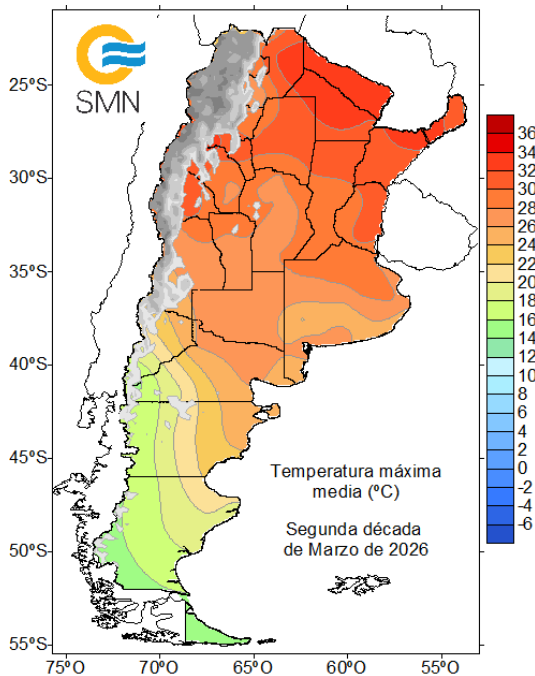 SMN
25°S
30°S
35°S
40°S
45°S
50°S
55°S
75°O
70°O
65°O
60°O
55°O
36
34
32
30
28
26
24
22
20
18
16
14
12
10
8
6
4
2
0
-2
-4
-6
Temperatura máxima
media (ºC)
Segunda década
de Marzo de 2026